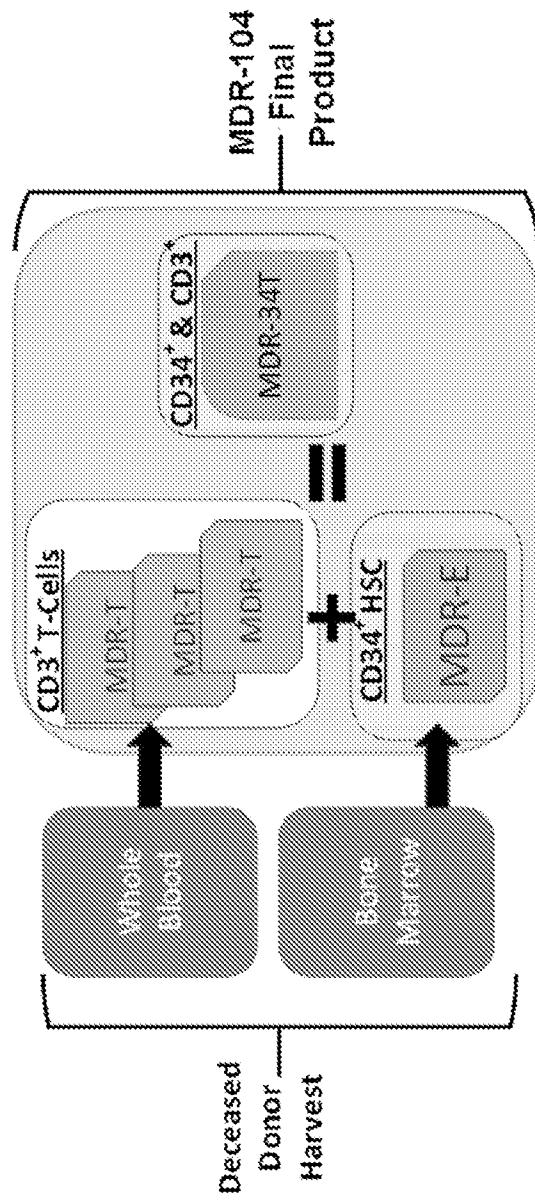 Deceased
Donor
Harvest
Whole
Blood
Bone
Marrow
CD3⁺ T-Cells
MDR-T
MDR-T
MDR-T
+
CD34⁺ HSC
MDR-E
=
CD34⁺ & CD3⁺
MDR-34T
MDR-104
Final
Product